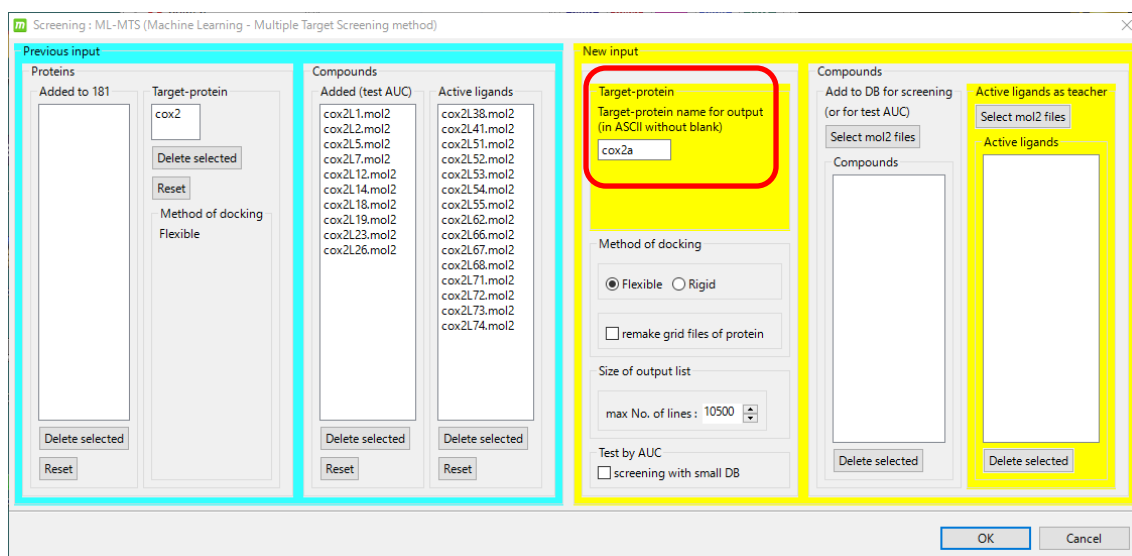 m Screening : ML-MTS (Machine Learning - Multiple Target Screening method)
Previous input
Proteins
Added to 181
Target-protein
cox2
Delete selected
Reset
Method of docking
Flexible
Delete selected
Reset
Compounds
Added (test AUC)
cox2L1.mol2
cox2L2.mol2
cox2L5.mol2
cox2L7.mol2
cox2L12.mol2
cox2L14.mol2
cox2L18.mol2
cox2L19.mol2
cox2L23.mol2
cox2L26.mol2
Delete selected
Reset
Active ligands
cox2L38.mol2
cox2L41.mol2
cox2L51.mol2
cox2L52.mol2
cox2L53.mol2
cox2L54.mol2
cox2L55.mol2
cox2L62.mol2
cox2L66.mol2
cox2L67.mol2
cox2L68.mol2
cox2L71.mol2
cox2L72.mol2
cox2L73.mol2
cox2L74.mol2
Delete selected
Reset
New input
Target-protein
Target-protein name for output
(in ASCII without blank)
cox2a
Method of docking
Flexible
Rigid
remake grid files of protein
Size of output list
max No. of lines : 10500
Test by AUC
screening with small DB
Compounds
Add to DB for screening
(or for test AUC)
Select mol2 files
Compounds
Delete selected
Active ligands as teacher
Select mol2 files
Active ligands
Delete selected
OK
Cancel